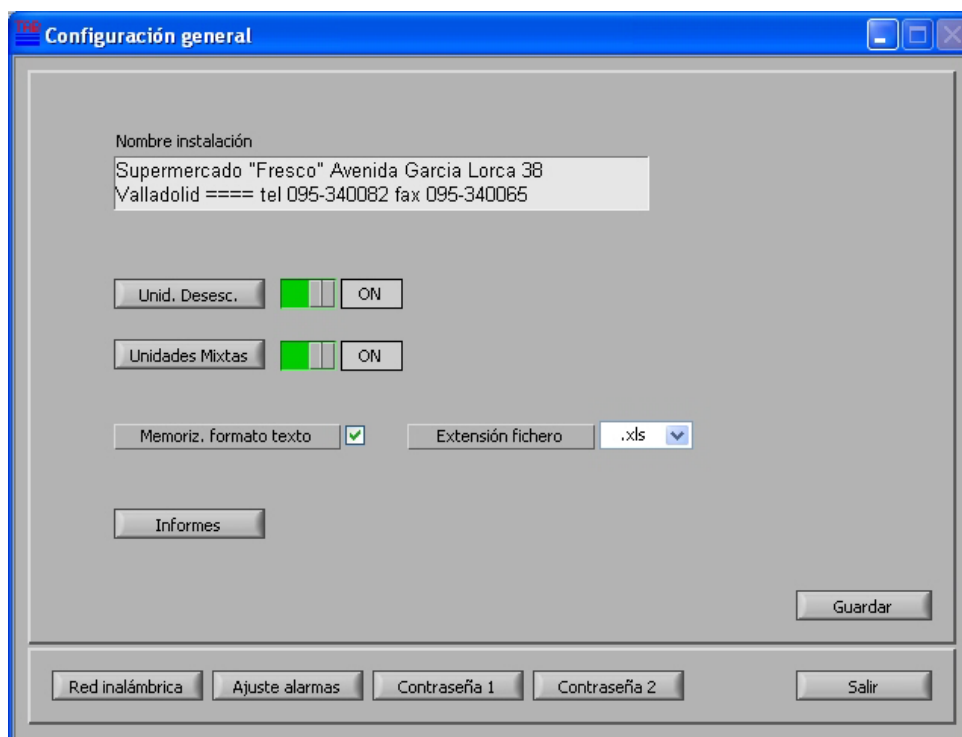 Configuración general
Nombre instalación
Supermercado "Fresco" Avenida Garcia Lorca 38
Valladolid ==== tel 095-340082 fax 095-340065
Unid. Desesc. ON
Unidades Mixtas ON
Memoriz. formato texto Extensión fichero .xls
Informes
Guardar
Red inalámbrica Ajuste alarmas Contraseña 1 Contraseña 2 Salir